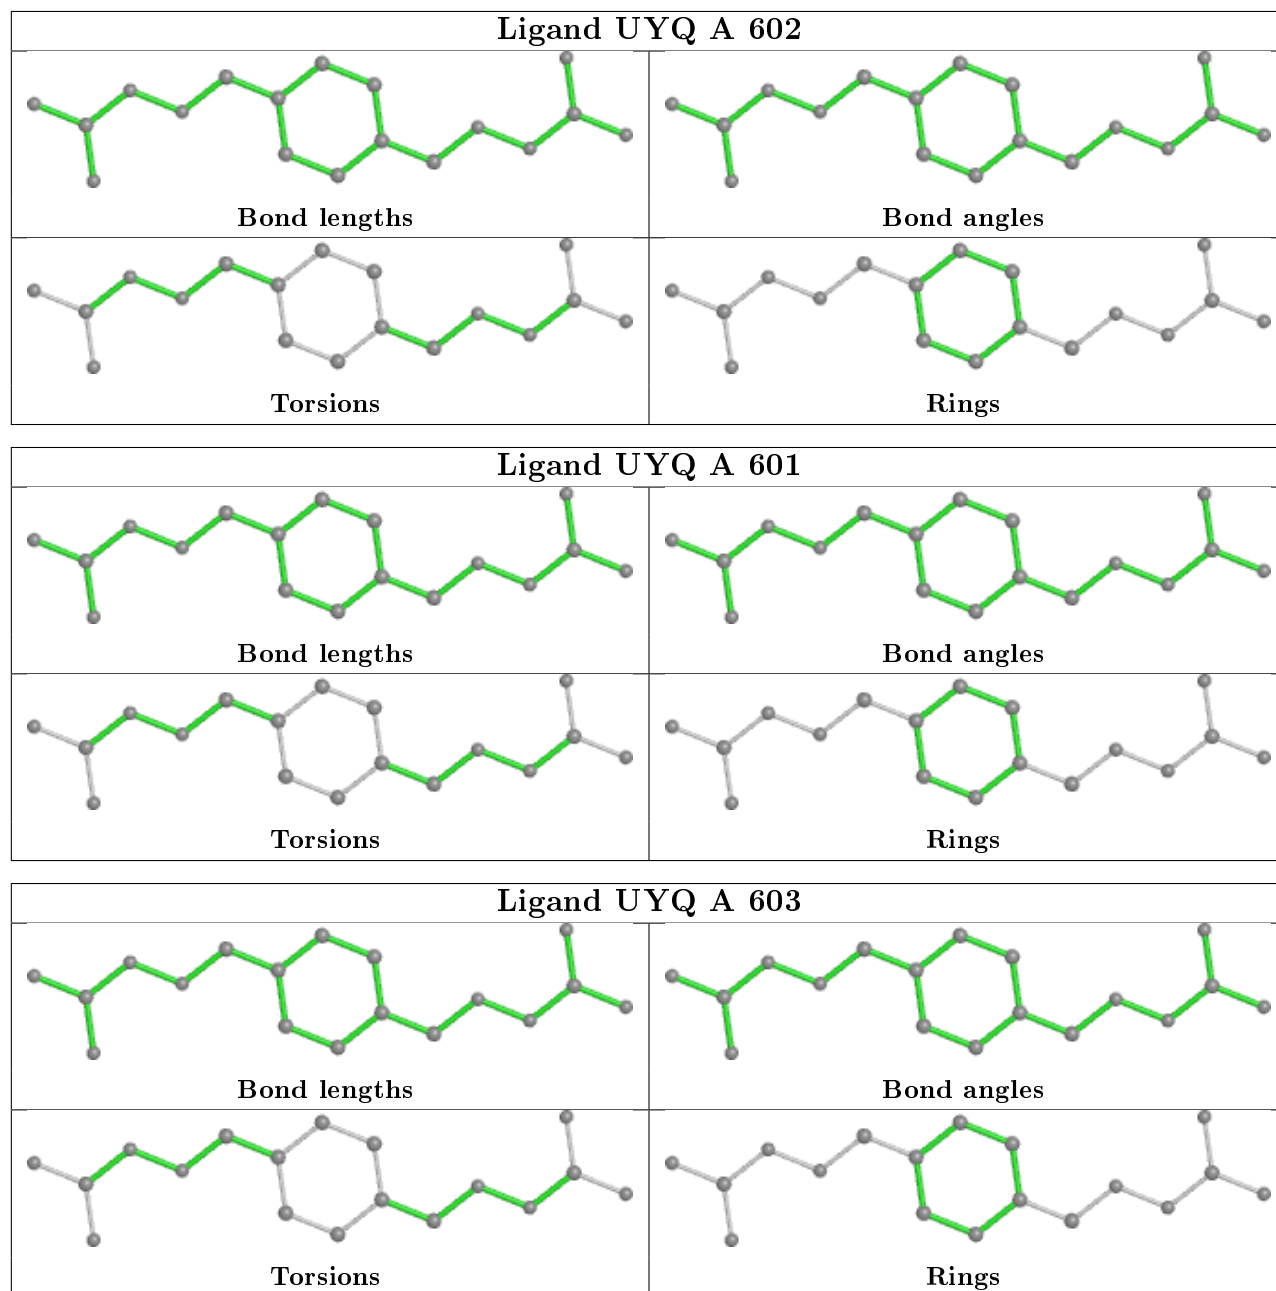 Ligand UYQ A 602
Bond lengths
Bond angles
Torsions
Rings
Ligand UYQ A 601
Bond lengths
Bond angles
Torsions
Rings
Ligand UYQ A 603
Bond lengths
Bond angles
Torsions
Rings